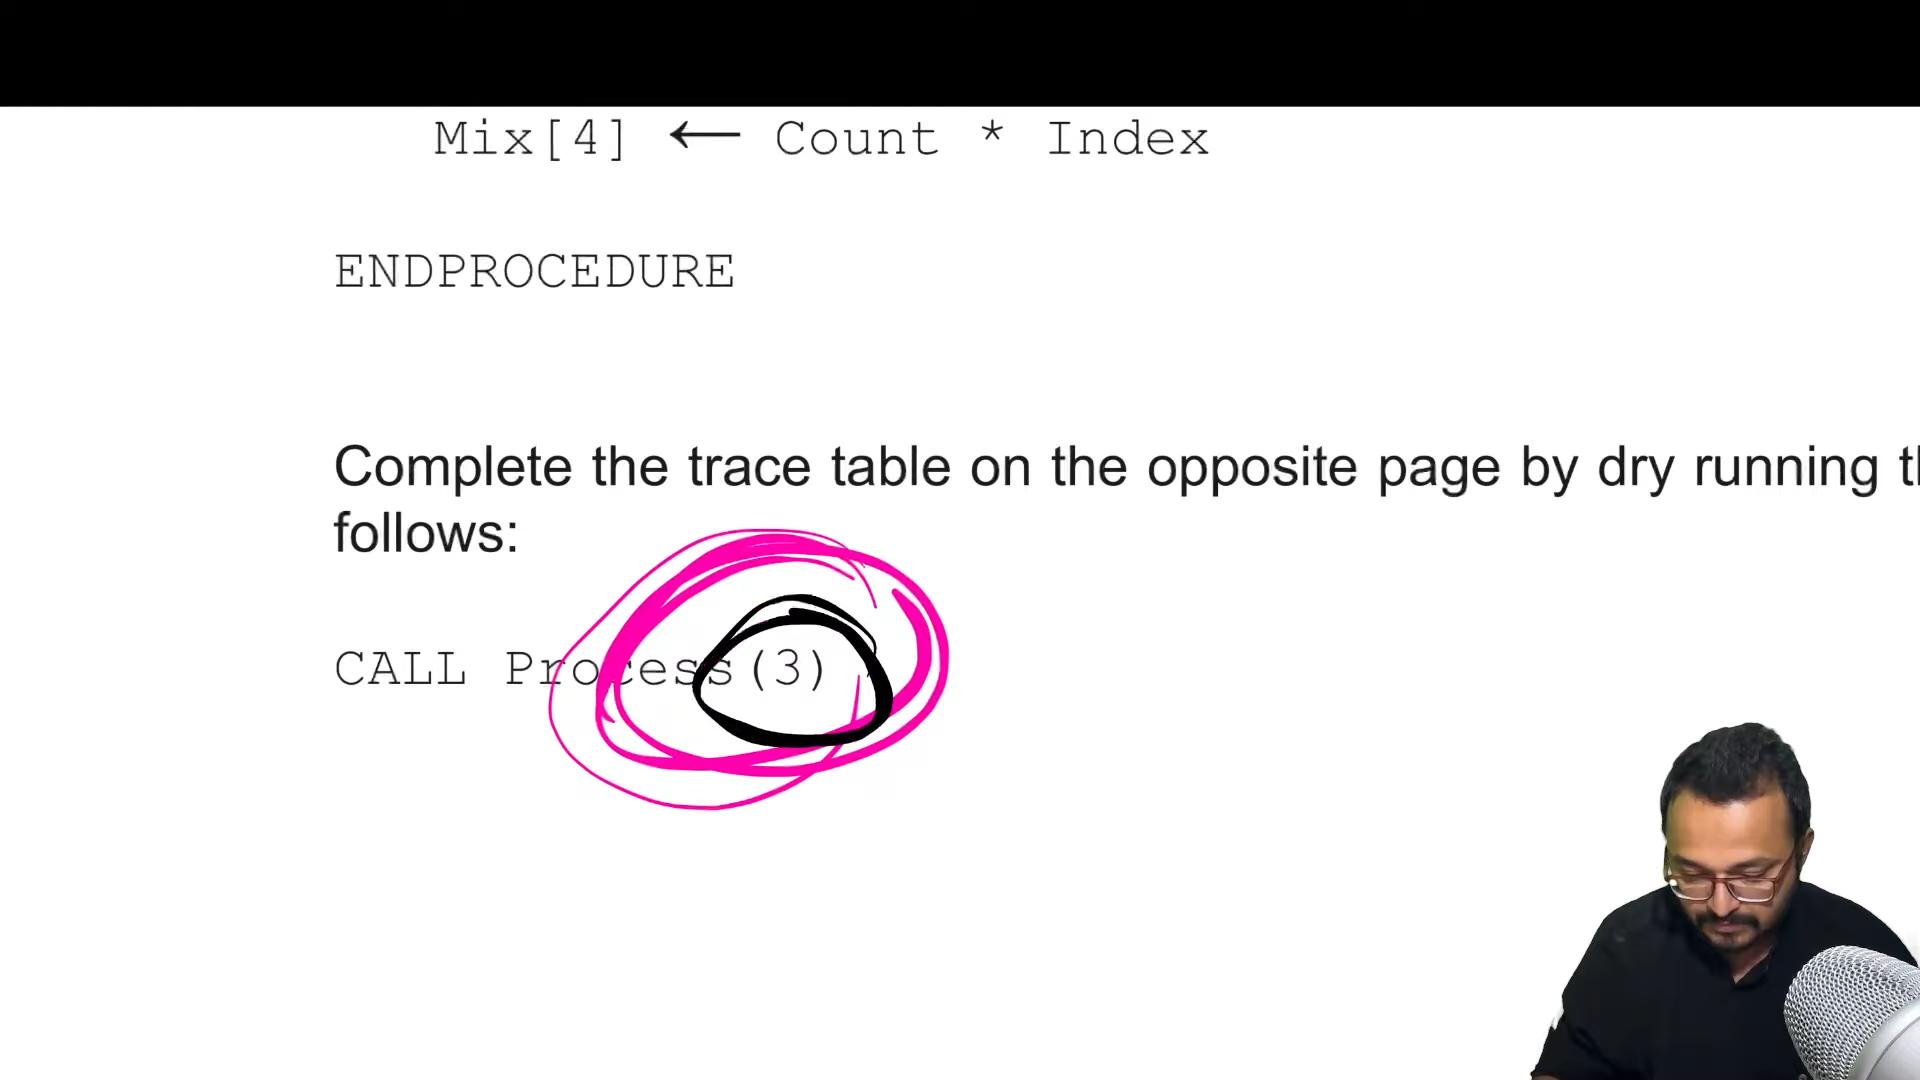 Mix[4] ← Count * Index
ENDPROCEDURE
Complete the trace table on the opposite page by dry running
follows:
CALL Process(3)